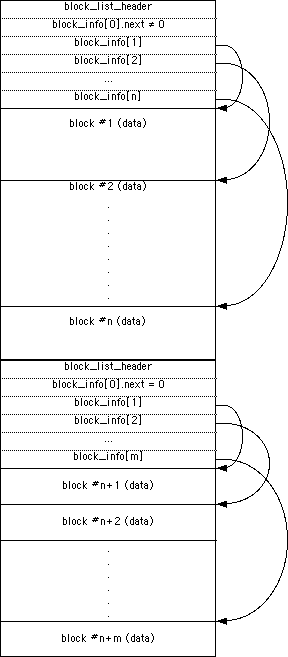 block_list_header
block_info[0].next ≠ 0
block_info[1]
block_info[2]
...
block_info[n]
block #1 (data)
block #2 (data)
block #n (data)
block_list_header
block_info[0].next = 0
block_info[1]
block_info[2]
...
block_info[m]
block #n+1 (data)
block #n+2 (data)
block #n+m (data)